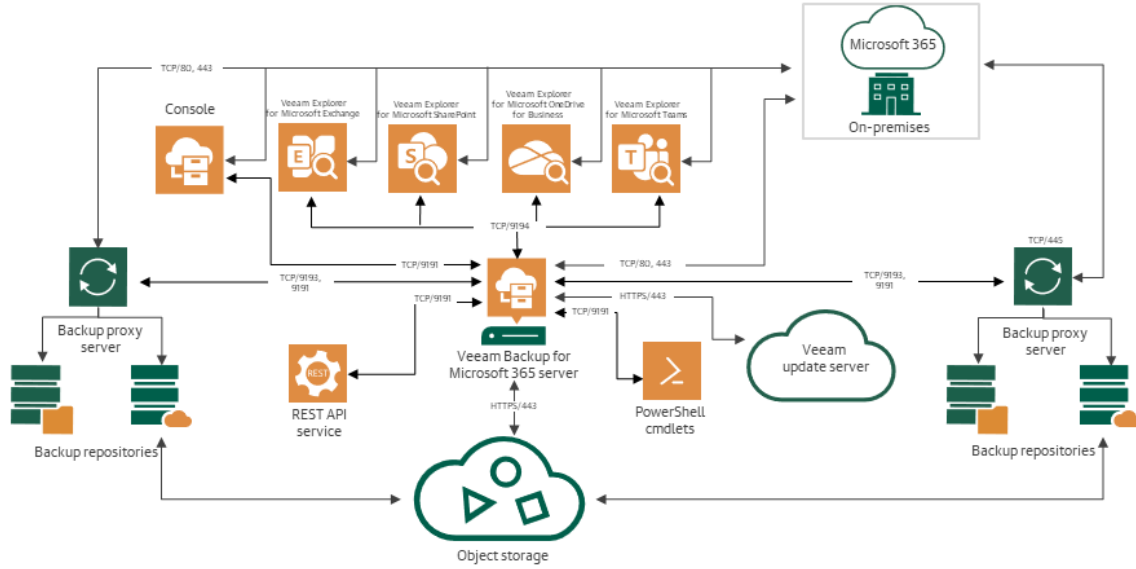 Microsoft 365
On-premises
TCP/80, 443
Console
Veeam Explorer
for Microsoft Exchange
Veeam Explorer
for Microsoft SharePoint
Veeam Explorer
for Microsoft OneDrive
for Business
Veeam Explorer
for Microsoft Teams
E
S
T
TCP/9194
TCP/445
TCP/9191
TCP/80, 443
TCP/9193,
9191
TCP/9193,
9191
TCP/9191
HTTPS/443
TCP/9191
Backup proxy
server
Veeam Backup for
Microsoft 365 server
Veeam
update server
Backup proxy
server
REST
REST API
service
HTTPS/443
PowerShell
cmdlets
Backup repositories
Backup repositories
Object storage